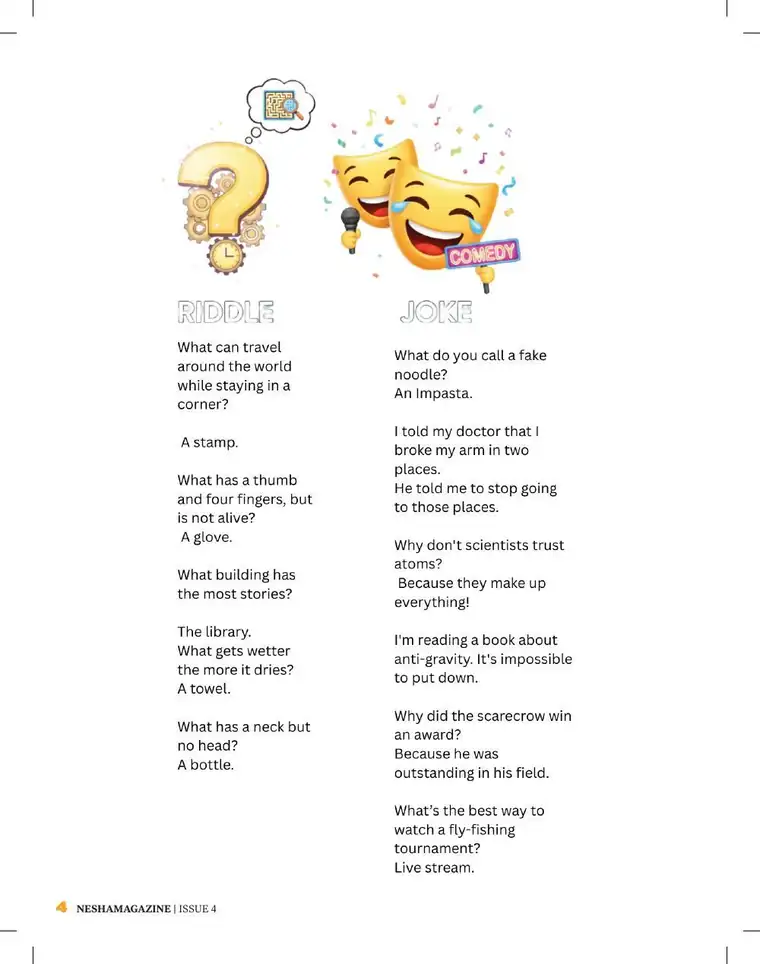 COMEDY
RIDDLE
What can travel
around the world
while staying in a
corner?
A stamp.
What has a thumb
and four fingers, but
is not alive?
A glove.
What building has
the most stories?
The library.
What gets wetter
the more it dries?
A towel.
What has a neck but
no head?
A bottle.
JOKE
What do you call a fake
noodle?
An Impasta.
I told my doctor that I
broke my arm in two
places.
He told me to stop going
to those places.
Why don't scientists trust
atoms?
Because they make up
everything!
I'm reading a book about
anti-gravity. It's impossible
to put down.
Why did the scarecrow win
an award?
Because he was
outstanding in his field.
What's the best way to
watch a fly-fishing
tournament?
Live stream.
4 NESHAMAGAZINE | ISSUE 4